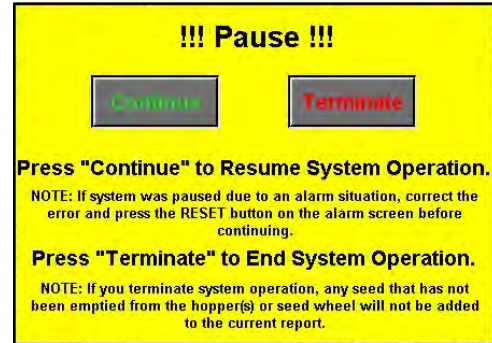 !!! Pause !!!
Continue Terminate
Press "Continue" to Resume System Operation.
NOTE: If system was paused due to an alarm situation, correct the
error and press the RESET button on the alarm screen before
continuing.
Press "Terminate" to End System Operation.
NOTE: If you terminate system operation, any seed that has not
been emptied from the hopper(s) or seed wheel will not be added
to the current report.